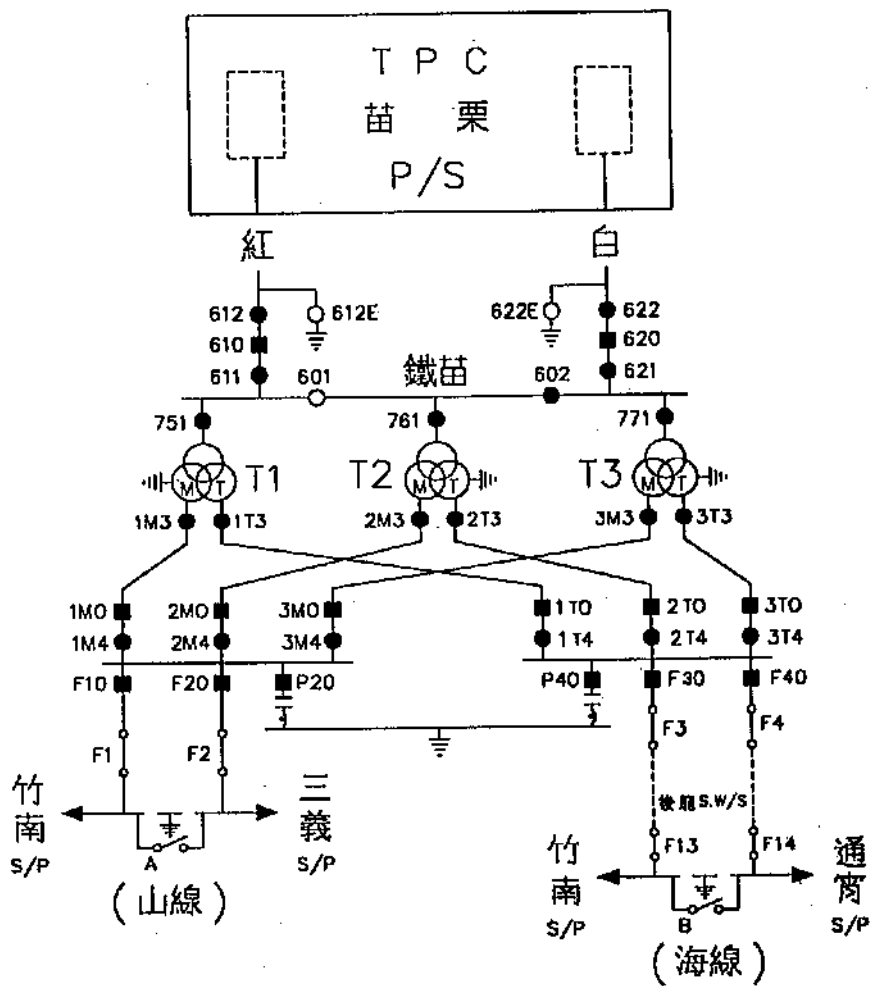 T P C
苗 栗
P/S
紅 白
612 612E 622E 622
610 620
611 601 鐵苗 602 621
751 761 771
M T T1 T2 M T T3 M T
1M3 1T3 2M3 2T3 3M3 3T3
1M0 2M0 3M0 1T0 2T0 3T0
1M4 2M4 3M4 1T4 2T4 3T4
F10 F20 P20 P40 F30 F40
F1 F2 F3 F4
竹南 S/P 三義 S/P
A
(山線)
後龍 S.W/S
F13 F14
竹南 S/P 通宵 S/P
B
(海線)